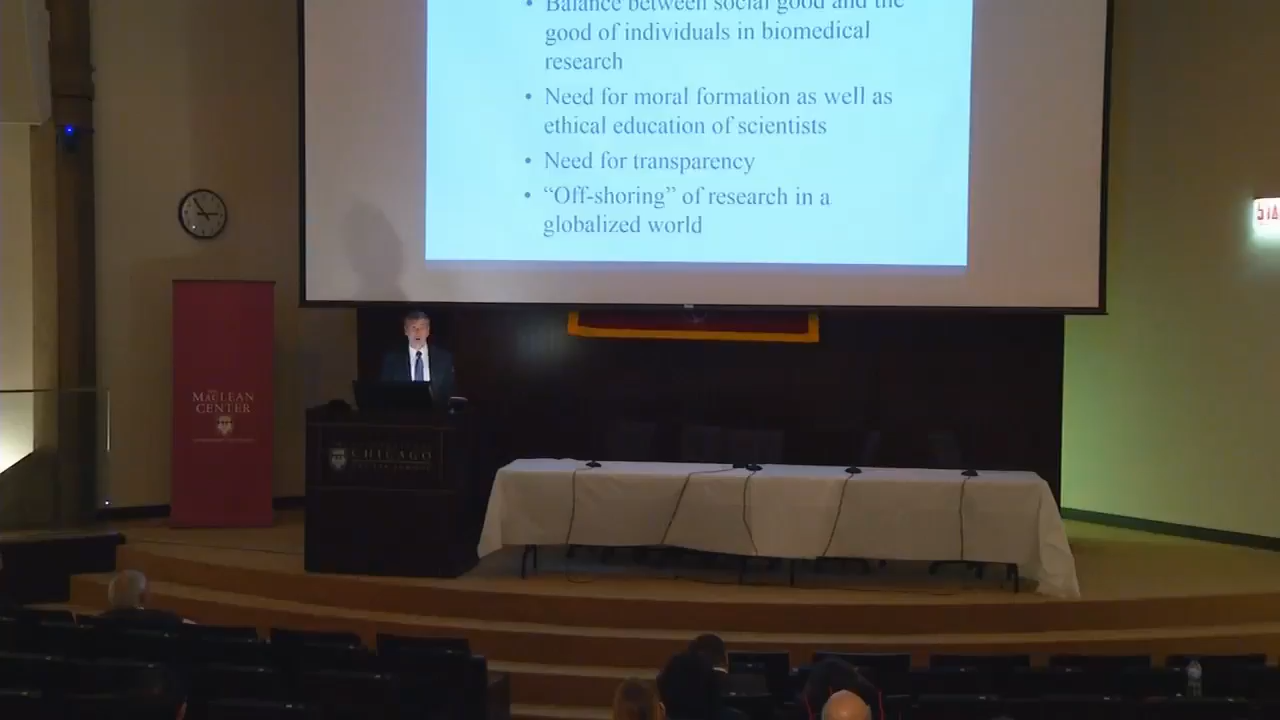 • Balance between social good and the
good of individuals in biomedical
research
• Need for moral formation as well as
ethical education of scientists
• Need for transparency
• “Off-shoring” of research in a
globalized world
MACLEAN
CENTER
CHICAGO